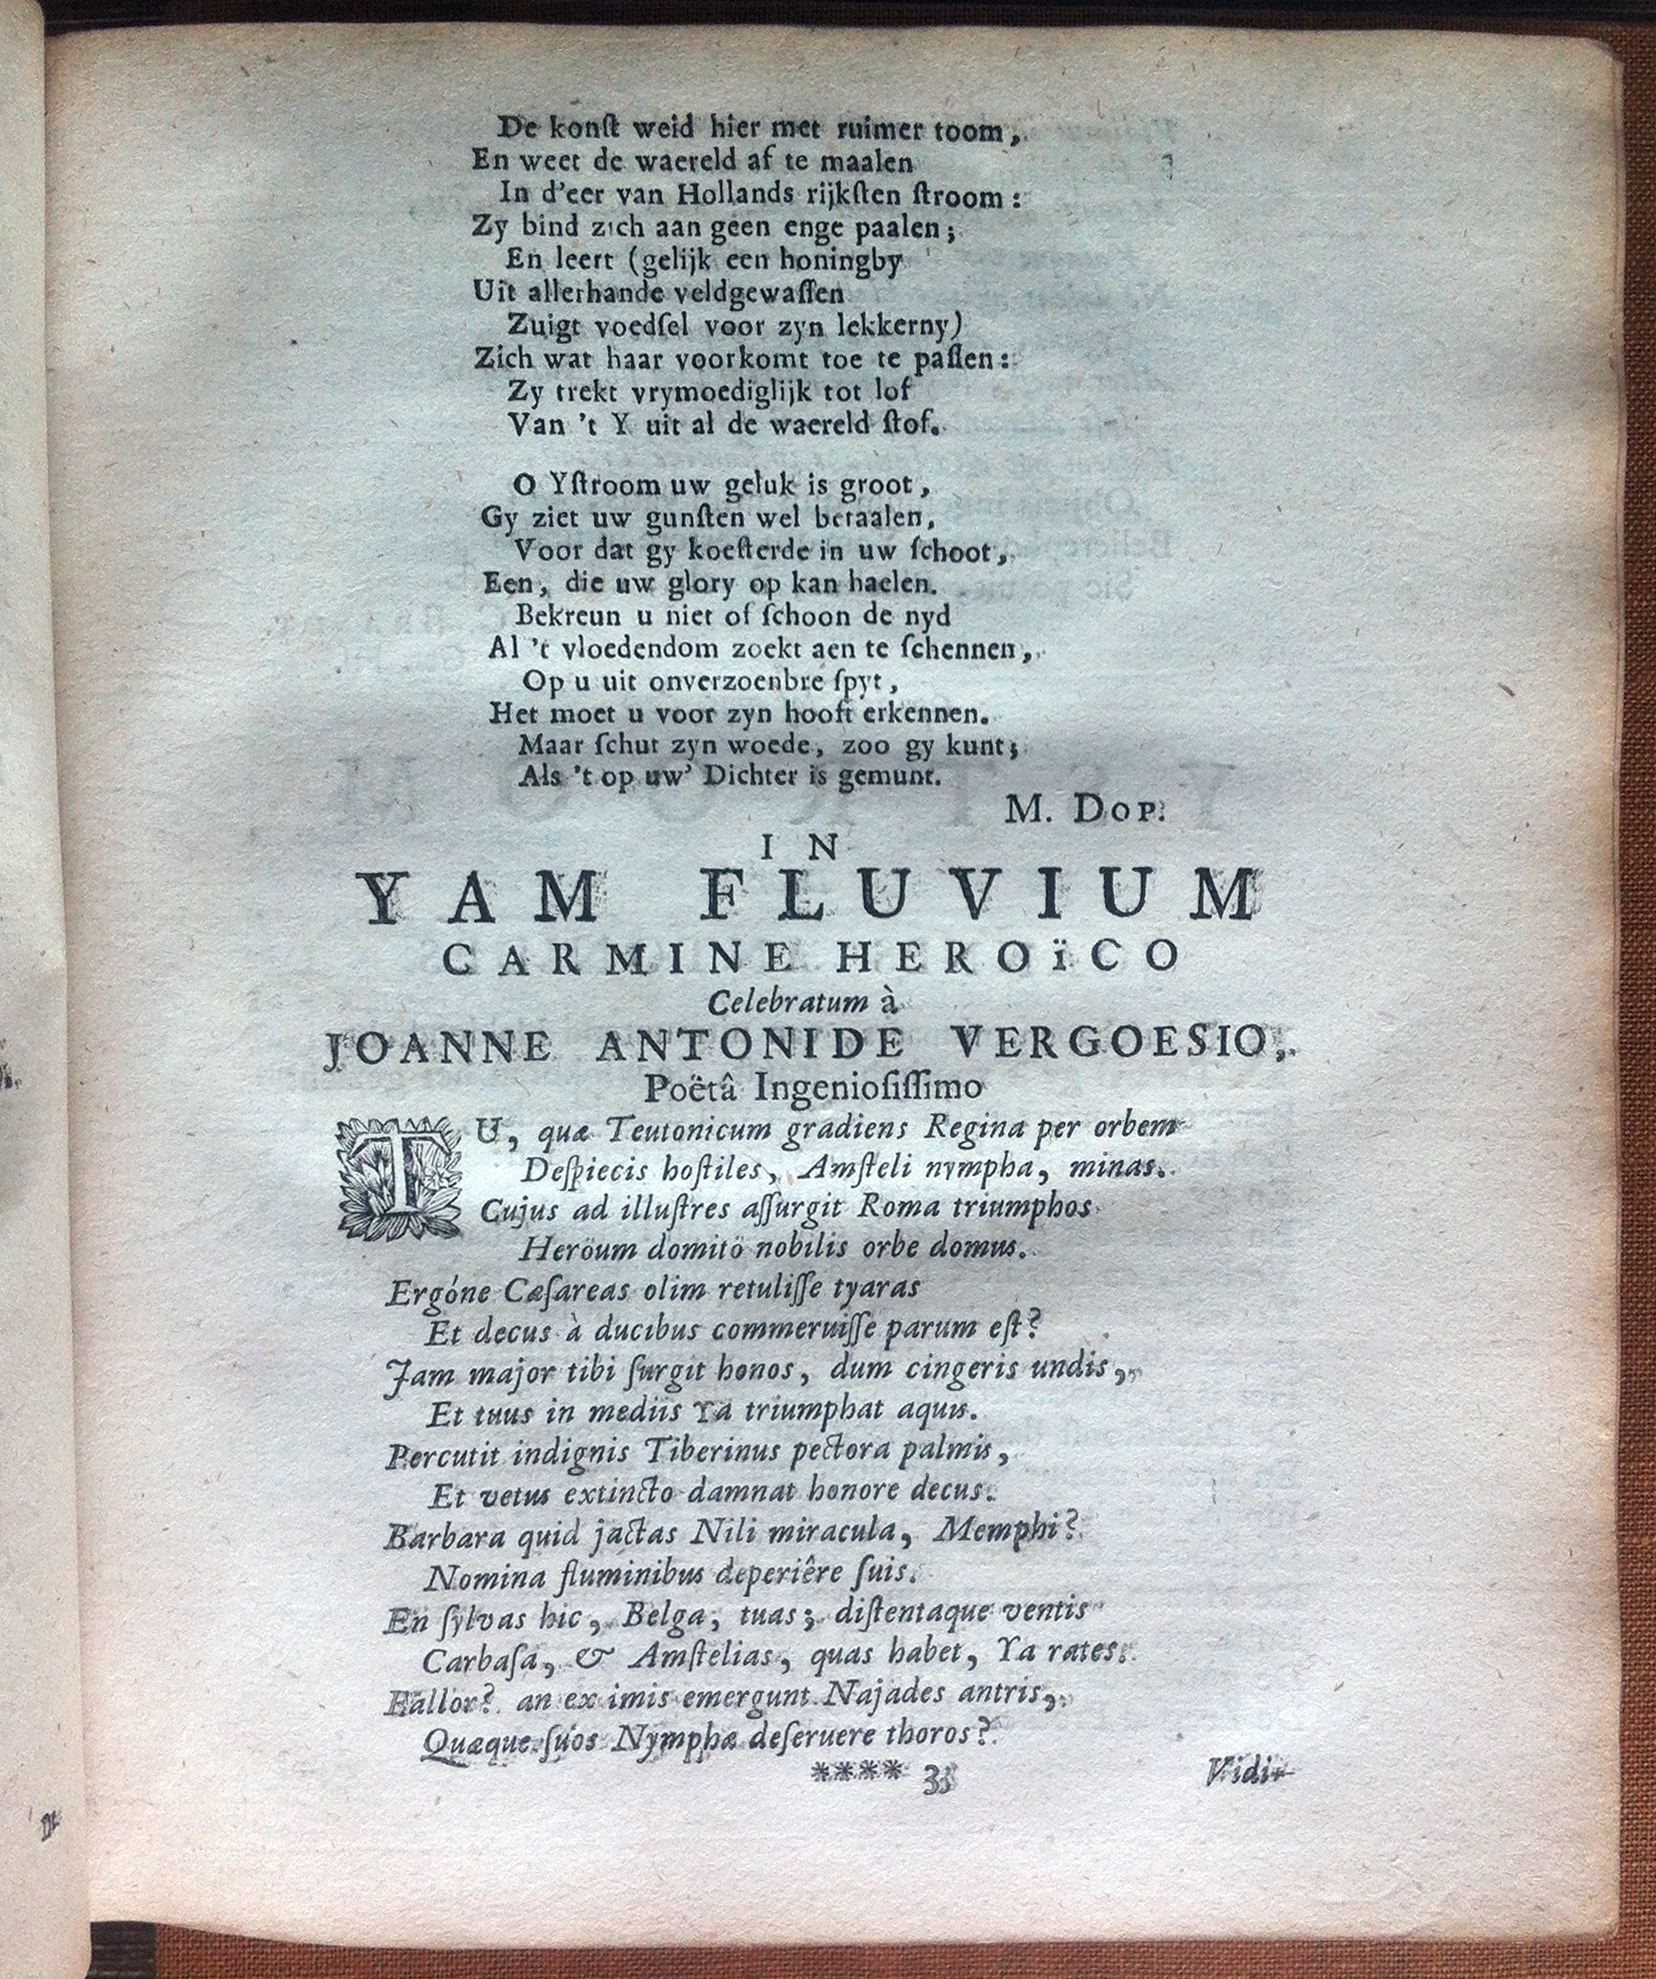 De konſt weid hier met ruimer toom,
En weet de waereld af te maalen
In d'eer van Hollands rijkſten ſtroom:
Zy bind zich aan geen enge paalen;
En leert (gelijk een honingby
Uit allerhande veldgewaſſen
Zuigt voedſel voor zyn lekkerny)
Zich wat haar voorkomt toe te paſſen:
Zy trekt vrymoediglijk tot lof
Van 't Y uit al de waereld ſtof.
O Yſtroom uw geluk is groot,
Gy ziet uw gunſten wel betaalen,
Voor dat gy koeſterde in uw ſchoot,
Een, die uw glory op kan haelen.
Bekreun u niet of ſchoon de nyd
Al 't vloedendom zoekt aen te ſchennen,
Op u uit onverzoenbre ſpyt,
Het moet u voor zyn hooft erkennen.
Maar ſchut zyn woede, zoo gy kunt;
Als 't op uw' Dichter is gemunt.
M. DOP.
IN
YAM FLUVIUM
CARMINE HEROïCO
Celebratum à
JOANNE ANTONIDE VERGOESIO,
Poëtâ Ingenioſiſſimo
TU, quæ Teutonicum gradiens Regina per orbem
Deſpiecis hoſtiles, Amſteli nympha, minas.
Cujus ad illuſtres aſſurgit Roma triumphos
Heröum domitö nobilis orbe domus.
Ergóne Cæſareas olim retuliſſe tyaras
Et decus à ducibus commeruiſſe parum eſt?
Jam major tibi ſurgit honos, dum cingeris undis,
Et tuus in mediis Ya triumphat aquis.
Percutit indignis Tiberinus pectora palmis,
Et vetus extincto damnat honore decus.
Barbara quid jactas Nili miracula, Memphi?
Nomina fluminibus deperiêre ſuis.
En ſylvas hic, Belga, tuas; diſtentaque ventis
Carbaſa, & Amſtelias, quas habet, Ya rates.
Fallor? an ex imis emergunt Najades antris,
Quæque ſuos Nymphæ deſeruere thoros?
**** 3
Vidi-